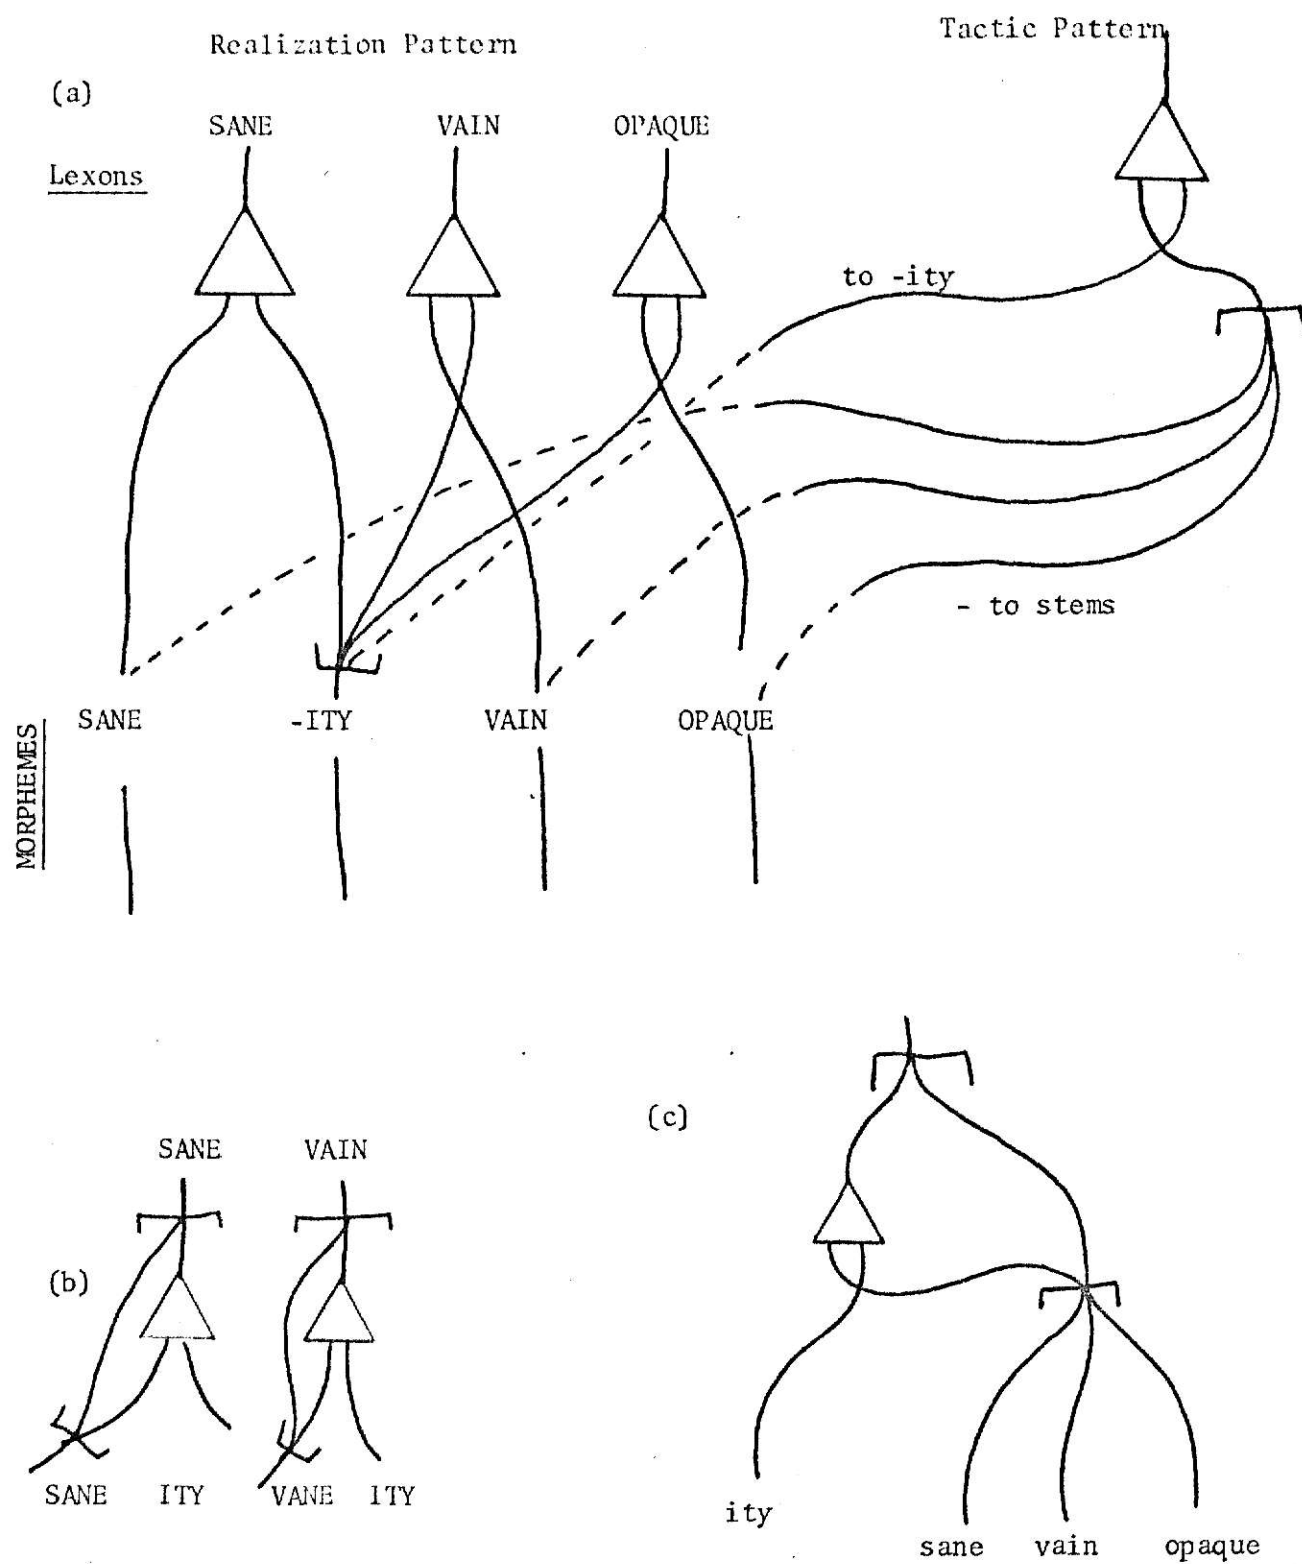 Realization Pattern
Tactic Pattern
(a)
SANE VAIN OPAQUE
Lexons
to -ity
- to stems
MORPHEMES
SANE -ITY VAIN OPAQUE
(b)
SANE VAIN
SANE ITY VANE ITY
(c)
ity
sane vain opaque